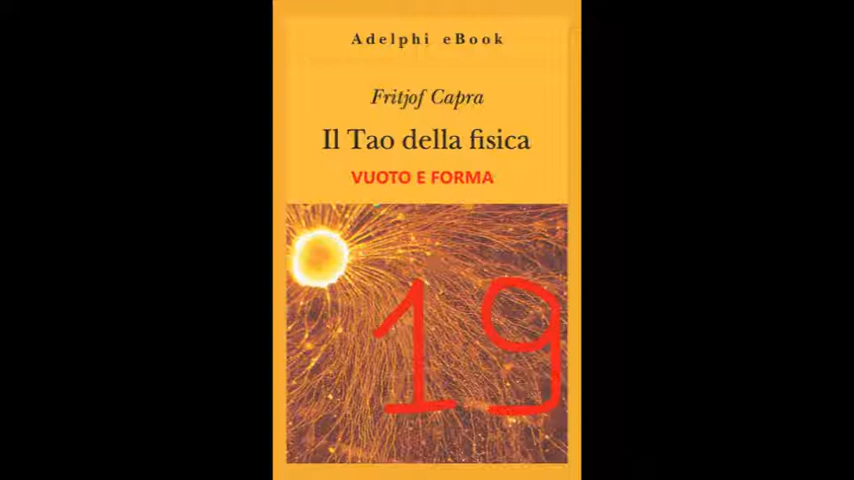 Adelphi eBook
Fritjof Capra
Il Tao della fisica
VUOTO E FORMA
19